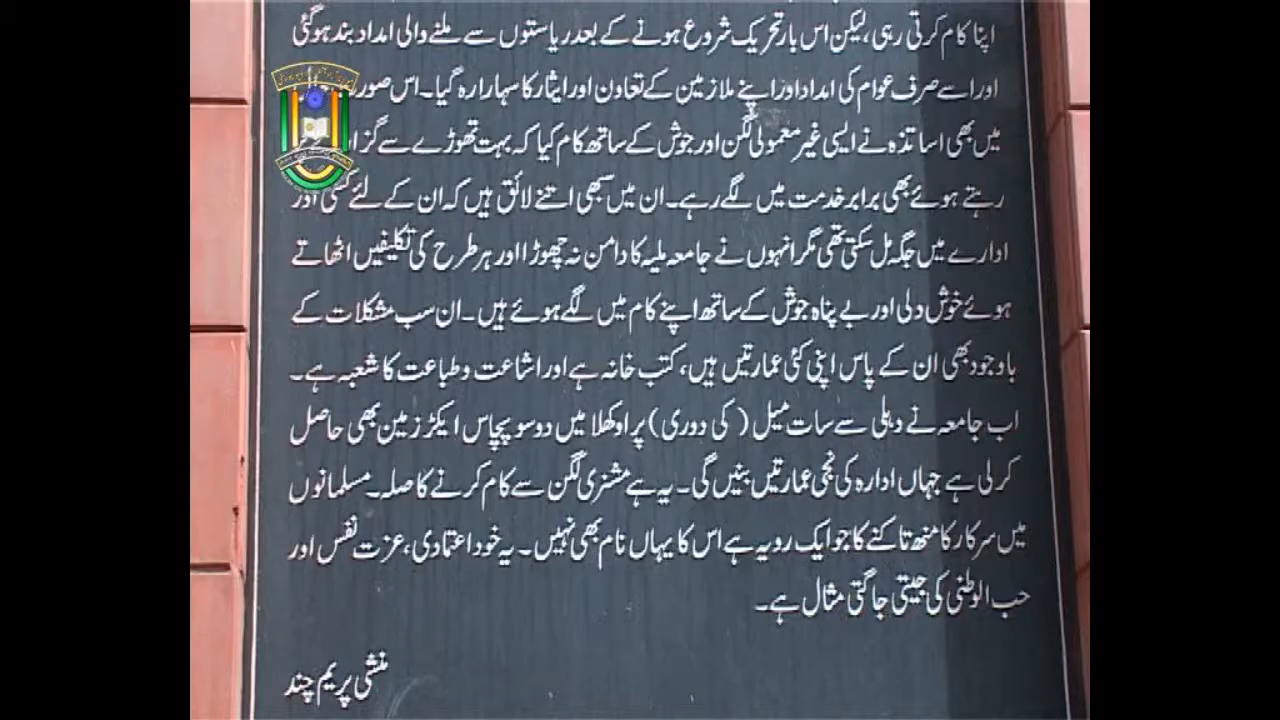 اپنا کام کرتی رہی، لیکن اس بار تحریک شروع ہونے کے بعد ریاستوں سے ملنے والی امداد بند ہوگئی
اور اسے صرف عوام کی امداد اور اپنے ملازمین کے تعاون اور ایثار کا سہارا رہ گیا۔ اس
میں بھی اساتذہ نے ایسی غیر معمولی لگن اور جوش کے ساتھ کام کیا کہ بہت تھوڑے سے
رہتے ہوئے بھی برابر خدمت میں لگے رہے۔ ان میں سبھی اتنے لائق ہیں کہ ان کے لئے کسی اور
ادارے میں جگہ مل سکتی تھی مگر انہوں نے جامعہ ملیہ کا دامن نہ چھوڑا اور ہر طرح کی تکلیفیں اٹھاتے
ہوئے خوش دلی اور بے پناہ جوش کے ساتھ اپنے کام میں لگے ہوئے ہیں۔ ان سب مشکلات کے
باوجود بھی ان کے پاس اپنی کئی عمارتیں ہیں، کتب خانہ ہے اور اشاعت و طباعت کا شعبہ ہے۔
اب جامعہ نے دہلی سے سات میل (کی دوری) پر اوکھلا میں دو سو پچاس ایکڑ زمین بھی حاصل
کر لی ہے جہاں ادارہ کی نجی عمارتیں بنیں گی۔ یہ ہے مشنری لگن سے کام کرنے کا صلہ۔ مسلمانوں
میں سرکار کا منھ تاکنے کا جو ایک رویہ ہے اس کا یہاں نام بھی نہیں۔ یہ خود اعتمادی، عزت نفس اور
حب الوطنی کی جیتی جاگتی مثال ہے۔
منشی پریم چند